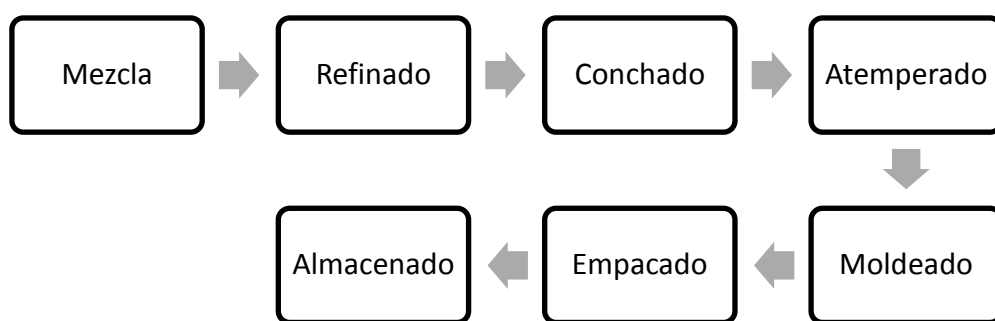 Mezcla
Refinado
Conchado
Atemperado
Moldeado
Empacado
Almacenado